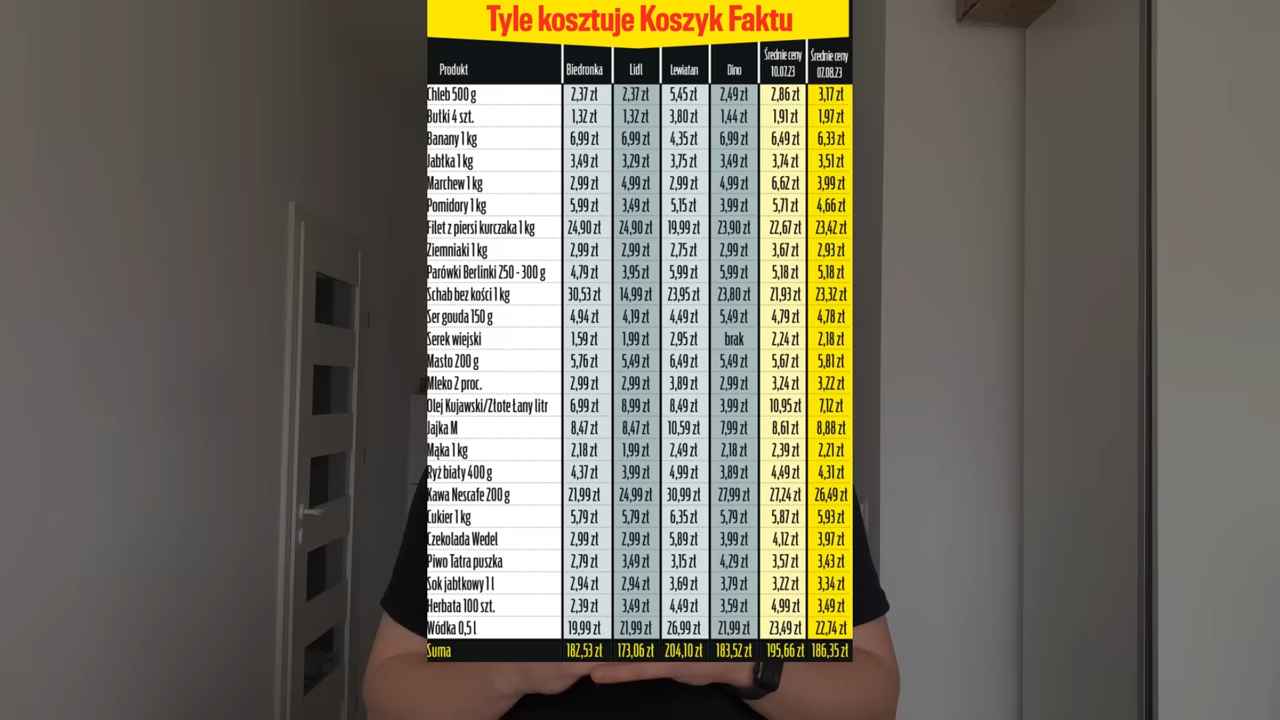 Tyle kosztuje Koszyk Faktu
Produkt Biedronka Lidl Lewiatan Dino Średnie ceny 10.07.23 Średnie ceny 07.08.23
Chleb 500 g 2,37 zł 2,37 zł 5,45 zł 2,49 zł 2,86 zł 3,17 zł
Bułki 4 szt. 1,32 zł 1,32 zł 3,80 zł 1,44 zł 1,91 zł 1,97 zł
Banany 1 kg 6,99 zł 6,99 zł 4,35 zł 6,99 zł 6,49 zł 6,33 zł
Jabłka 1 kg 3,49 zł 3,29 zł 3,75 zł 3,49 zł 3,74 zł 3,51 zł
Marchew 1 kg 2,99 zł 4,99 zł 2,99 zł 4,99 zł 6,62 zł 3,99 zł
Pomidory 1 kg 5,99 zł 3,49 zł 5,15 zł 3,99 zł 5,71 zł 4,66 zł
Filet z piersi kurczaka 1 kg 24,90 zł 24,90 zł 19,99 zł 23,90 zł 22,67 zł 23,42 zł
Ziemniaki 1 kg 2,99 zł 2,99 zł 2,75 zł 2,99 zł 3,67 zł 2,93 zł
Parówki Berlinki 250 - 300 g 4,79 zł 3,95 zł 5,99 zł 5,99 zł 5,18 zł 5,18 zł
Schab bez kości 1 kg 30,53 zł 14,99 zł 23,95 zł 23,80 zł 21,93 zł 23,32 zł
Ser gouda 150 g 4,94 zł 4,19 zł 4,49 zł 5,49 zł 4,79 zł 4,78 zł
Serek wiejski 1,59 zł 1,99 zł 2,95 zł brak 2,24 zł 2,18 zł
Masło 200 g 5,76 zł 5,49 zł 6,49 zł 5,49 zł 5,67 zł 5,81 zł
Mleko 2 proc. 2,99 zł 2,99 zł 3,89 zł 2,99 zł 3,24 zł 3,22 zł
Olej Kujawski/Złote Łany litr 6,99 zł 8,99 zł 8,49 zł 3,99 zł 10,95 zł 7,12 zł
Jajka M 8,47 zł 8,47 zł 10,59 zł 7,99 zł 8,61 zł 8,88 zł
Mąka 1 kg 2,18 zł 1,99 zł 2,49 zł 2,18 zł 2,39 zł 2,21 zł
Ryż biały 400 g 4,37 zł 3,99 zł 4,99 zł 3,89 zł 4,49 zł 4,31 zł
Kawa Nescafe 200 g 21,99 zł 24,99 zł 30,99 zł 27,99 zł 27,24 zł 26,49 zł
Cukier 1 kg 5,79 zł 5,79 zł 6,35 zł 5,79 zł 5,87 zł 5,93 zł
Czekolada Wedel 2,99 zł 2,99 zł 5,89 zł 3,99 zł 4,12 zł 3,97 zł
Piwo Tatra puszka 2,79 zł 3,49 zł 3,15 zł 4,29 zł 3,57 zł 3,43 zł
Sok jabłkowy 1 l 2,94 zł 2,94 zł 3,69 zł 3,79 zł 3,22 zł 3,34 zł
Herbata 100 szt. 2,39 zł 3,49 zł 4,49 zł 3,59 zł 4,99 zł 3,49 zł
Wódka 0,5 l 19,99 zł 21,99 zł 26,99 zł 21,99 zł 23,49 zł 22,74 zł
Suma 182,53 zł 173,06 zł 204,10 zł 183,52 zł 195,66 zł 186,35 zł